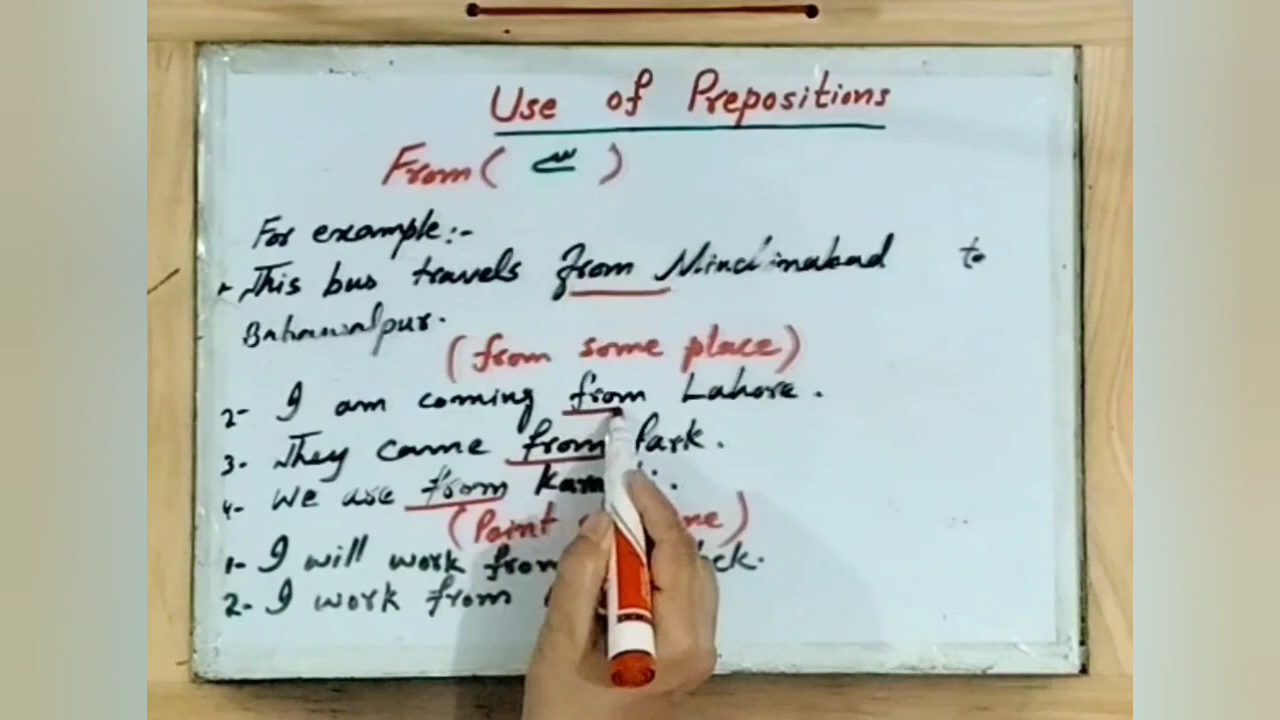 Use of Prepositions
From ( سے )
For example:-
1- This bus travels from Minchinabad to
Bahawalpur.
(from some place)
2- I am coming from Lahore.
3- They came from Park.
4- We are from
(Point
1- I will work from
2- I work from